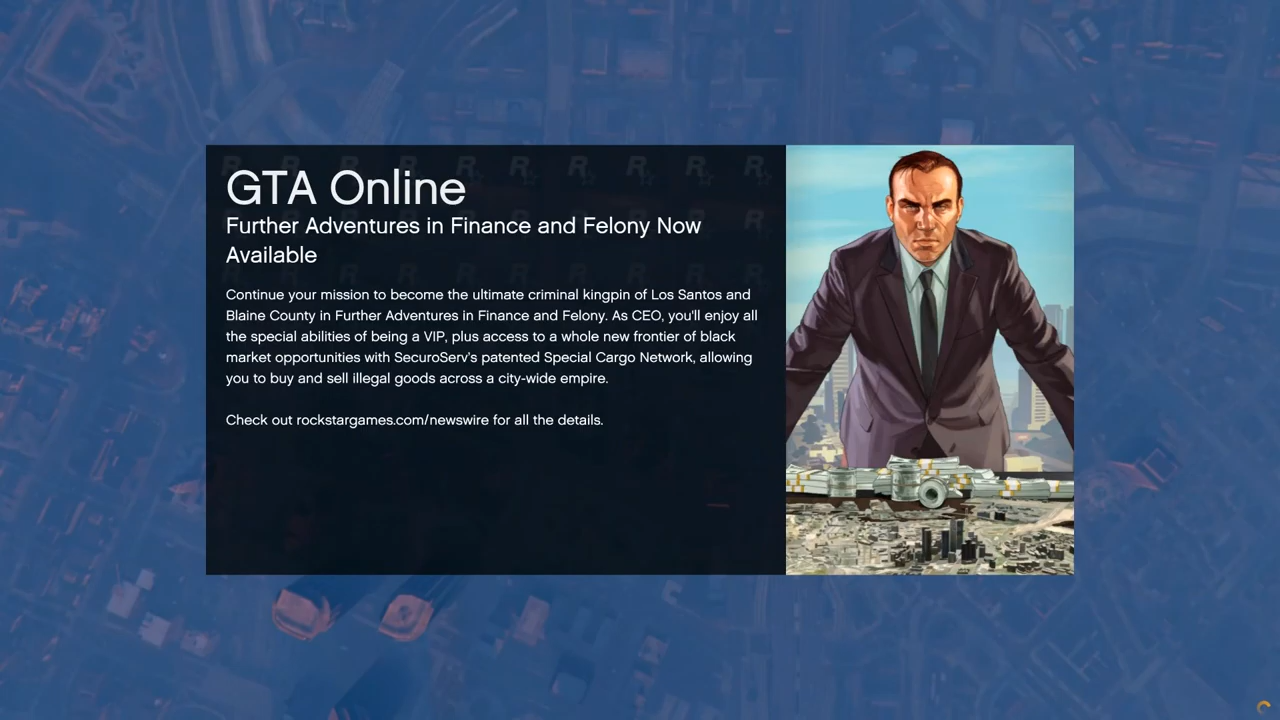 GTA Online
Further Adventures in Finance and Felony Now
Available
Continue your mission to become the ultimate criminal kingpin of Los Santos and
Blaine County in Further Adventures in Finance and Felony. As CEO, you'll enjoy all
the special abilities of being a VIP, plus access to a whole new frontier of black
market opportunities with SecuroServ's patented Special Cargo Network, allowing
you to buy and sell illegal goods across a city-wide empire.
Check out rockstargames.com/newswire for all the details.